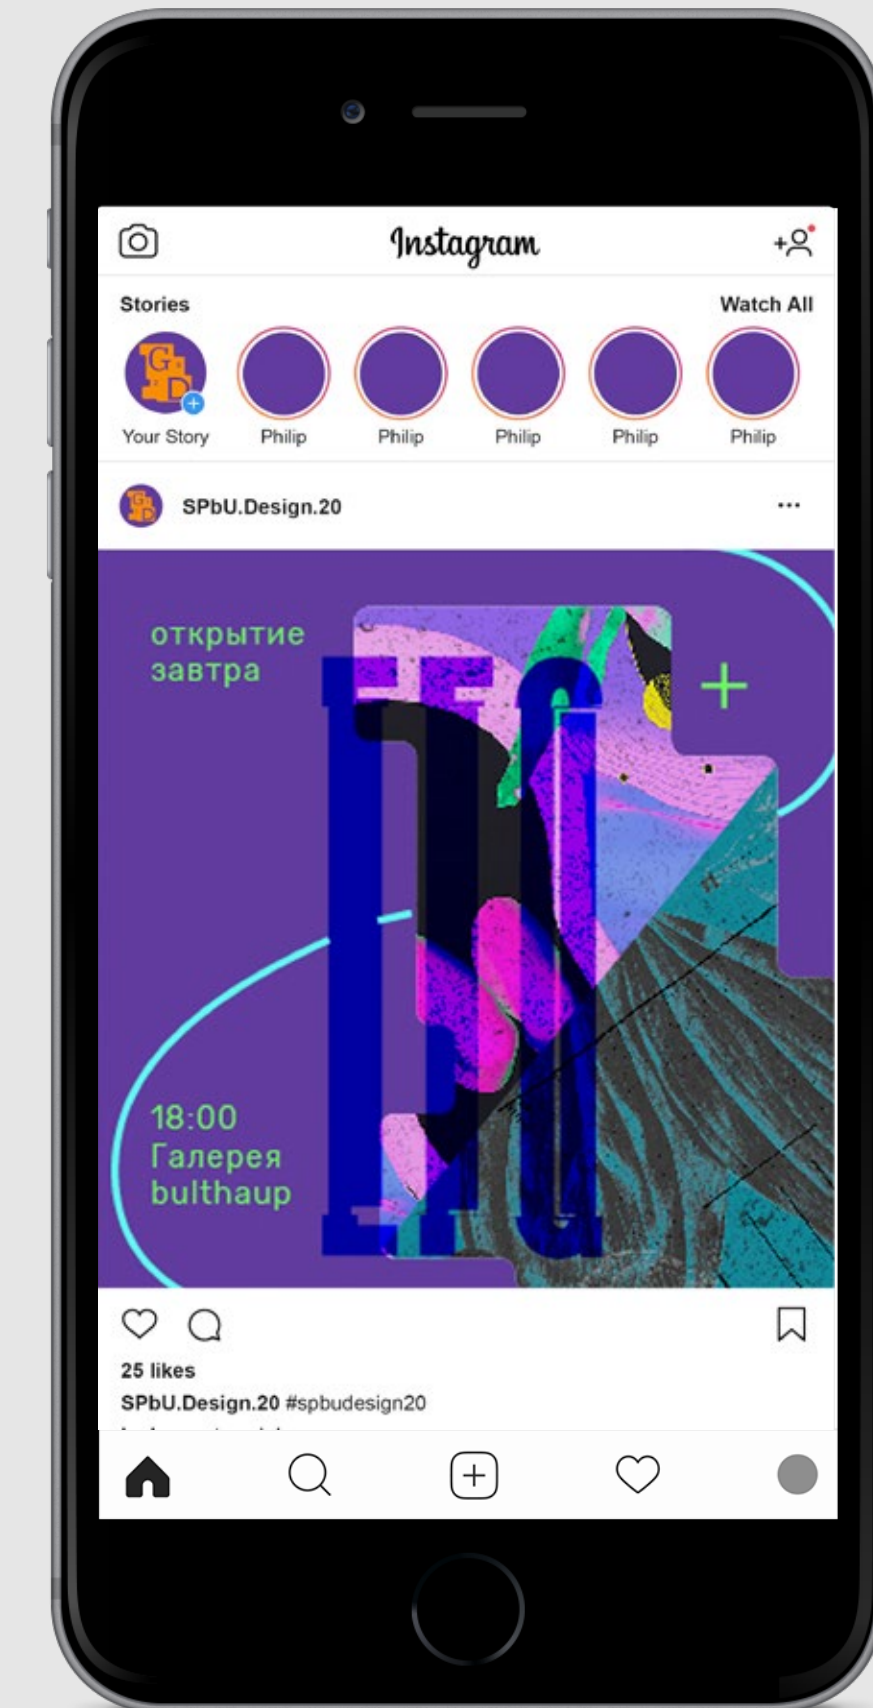 Instagram
Stories
Watch All
G
D
Your Story
Philip
Philip
Philip
Philip
Philip
G
D
SPbU.Design.20
открытие
завтра
18:00
Галерея
bulthaup
25 likes
SPbU.Design.20 #spbudesign20